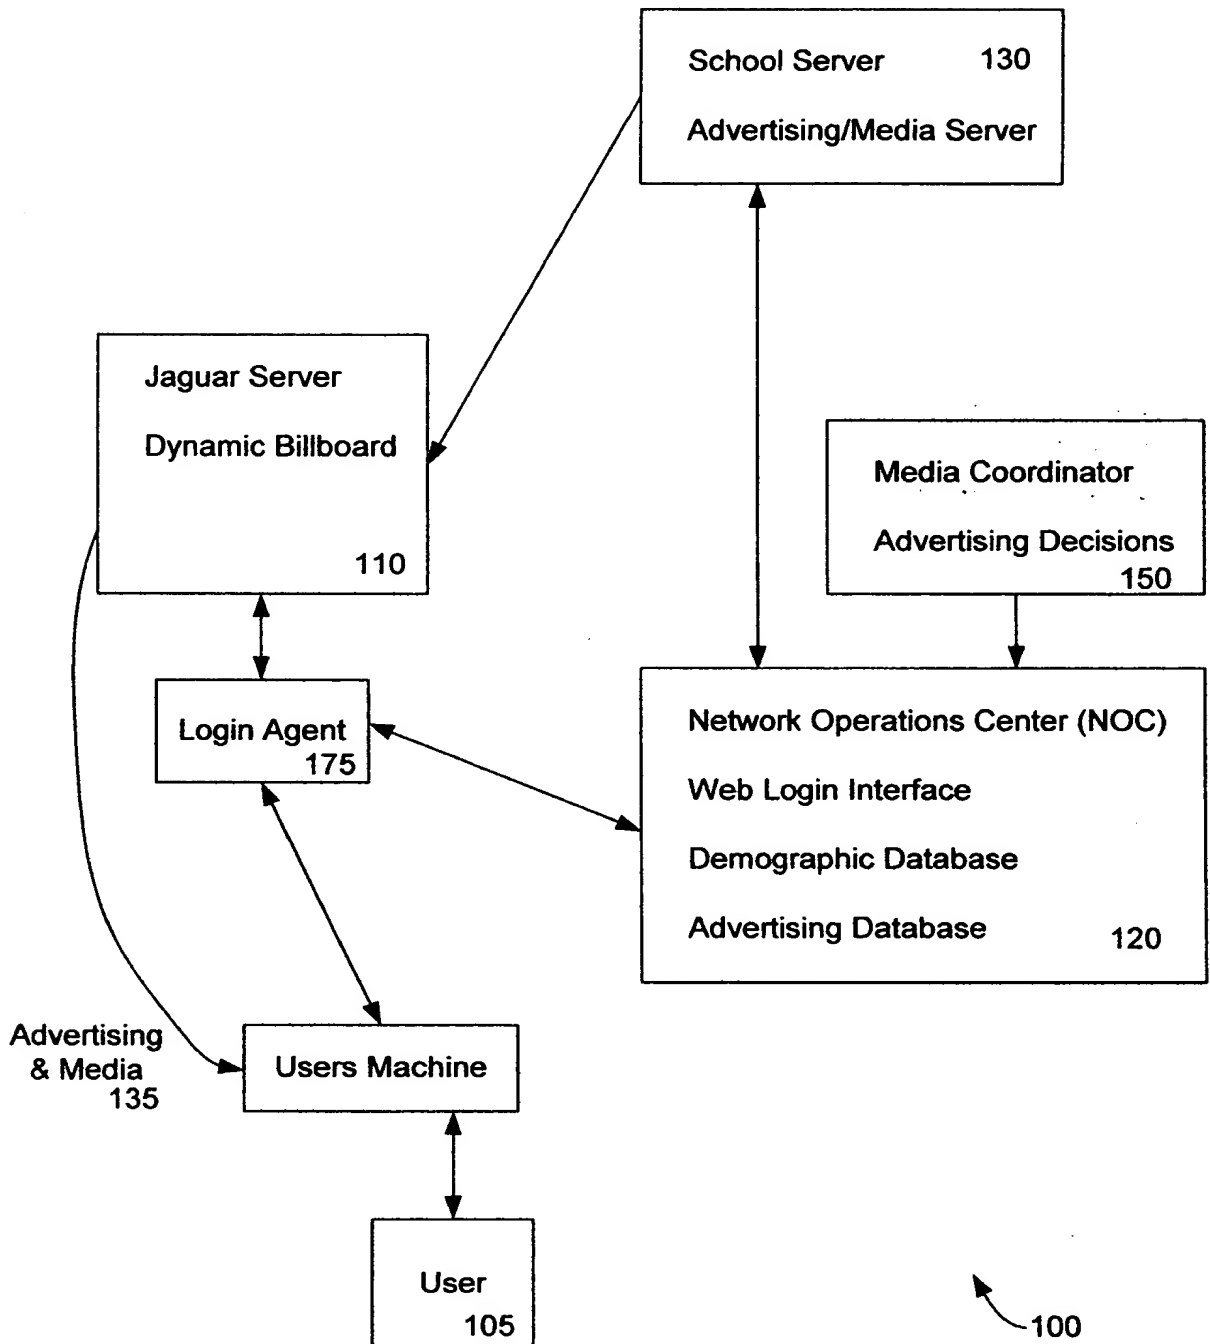 School Server 130
Advertising/Media Server
Jaguar Server
Dynamic Billboard
110
Media Coordinator
Advertising Decisions
150
Login Agent
175
Network Operations Center (NOC)
Web Login Interface
Demographic Database
Advertising Database 120
Advertising
& Media
135
Users Machine
User
105
100